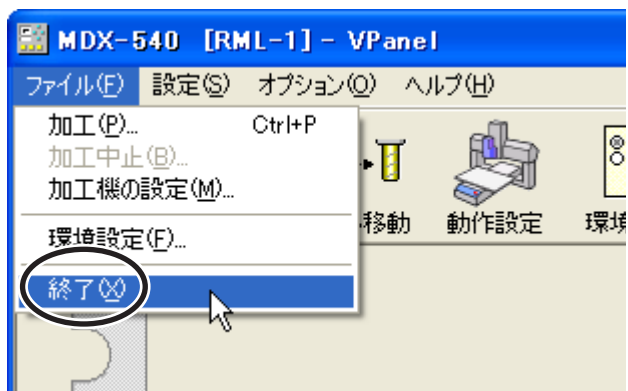 MDX-540 [RML-1] - VPanel
ファイル(F) 設定(S) オプション(O) ヘルプ(H)
加工(P)... Ctrl+P
加工中止(B)...
加工機の設定(M)...
環境設定(F)...
終了(X)
移動 動作設定 環境